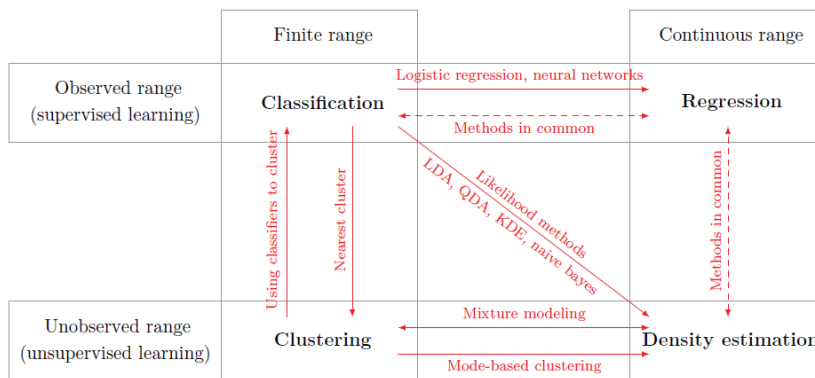 Finite range
Continuous range
Observed range
(supervised learning)
Classification
Logistic regression, neural networks
Methods in common
Regression
Using classifiers to cluster
Nearest cluster
Likelihood methods
LDA, QDA, KDE, naive bayes
Methods in common
Unobserved range
(unsupervised learning)
Clustering
Mixture modeling
Mode-based clustering
Density estimation